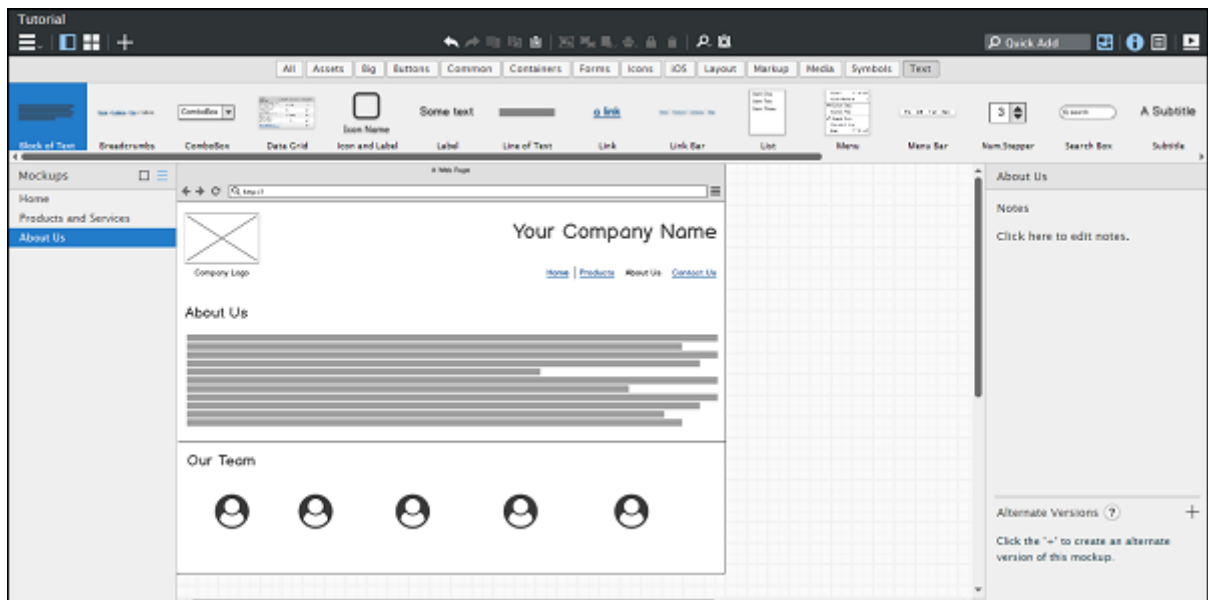 Tutorial
Quick Add
All Assets Big Buttons Common Containers Forms Icons iOS Layout Markup Media Symbols Text
ComboBox Some text a link 3 search A Subtitle
Icon Name
Block of Text Breadcrumbs ComboBox Data Grid Icon and Label Label Line of Text Link Link Bar List Menu Menu Bar Num.Stepper Search Box Subtitle
Mockups
Home
Products and Services
About Us
A Web Page
http://
Your Company Name
Company Logo
Home Products About Us Contact Us
About Us
Our Team
About Us
Notes
Click here to edit notes.
Alternate Versions ?
Click the '+' to create an alternate
version of this mockup.